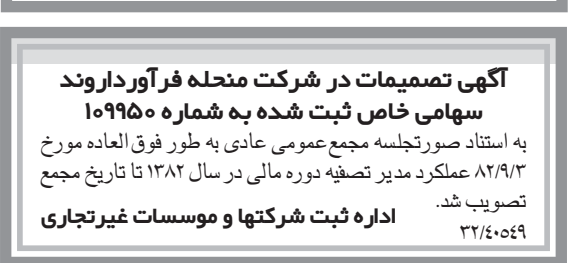 آگهی تصمیمات در شرکت منحله فرآورداروند
سهامی خاص ثبت شده به شماره ۱۰۹۹۵۰
به استناد صورتجلسه مجمع عمومی عادی به طور فوق العاده مورخ
۸۲/۹/۳ عملکرد مدیر تصفیه دوره مالی در سال ۱۳۸۲ تا تاریخ مجمع
تصویب شد.
اداره ثبت شرکتها و موسسات غیرتجاری
۳۲/۴۰۵۴۹